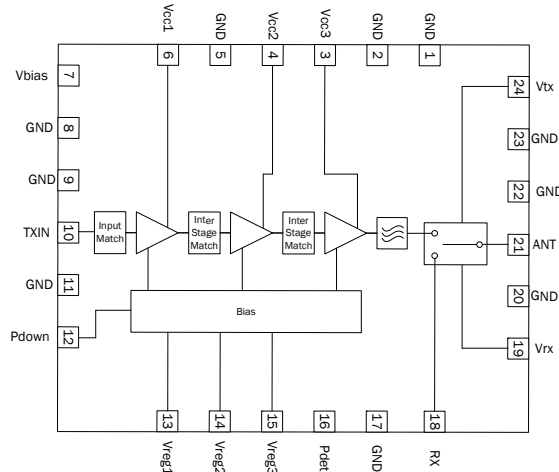 Vcc1
GND
Vcc2
Vcc3
GND
GND
6
5
4
3
2
1
Vbias
7
24
Vtx
GND
8
23
GND
GND
9
22
GND
TXIN
10
Input
Match
Inter
Stage
Match
Inter
Stage
Match
21
ANT
GND
11
20
GND
Bias
Pdown
12
19
Vrx
13
14
15
16
17
18
Vreg1
Vreg2
Vreg3
Pdet
GND
RX